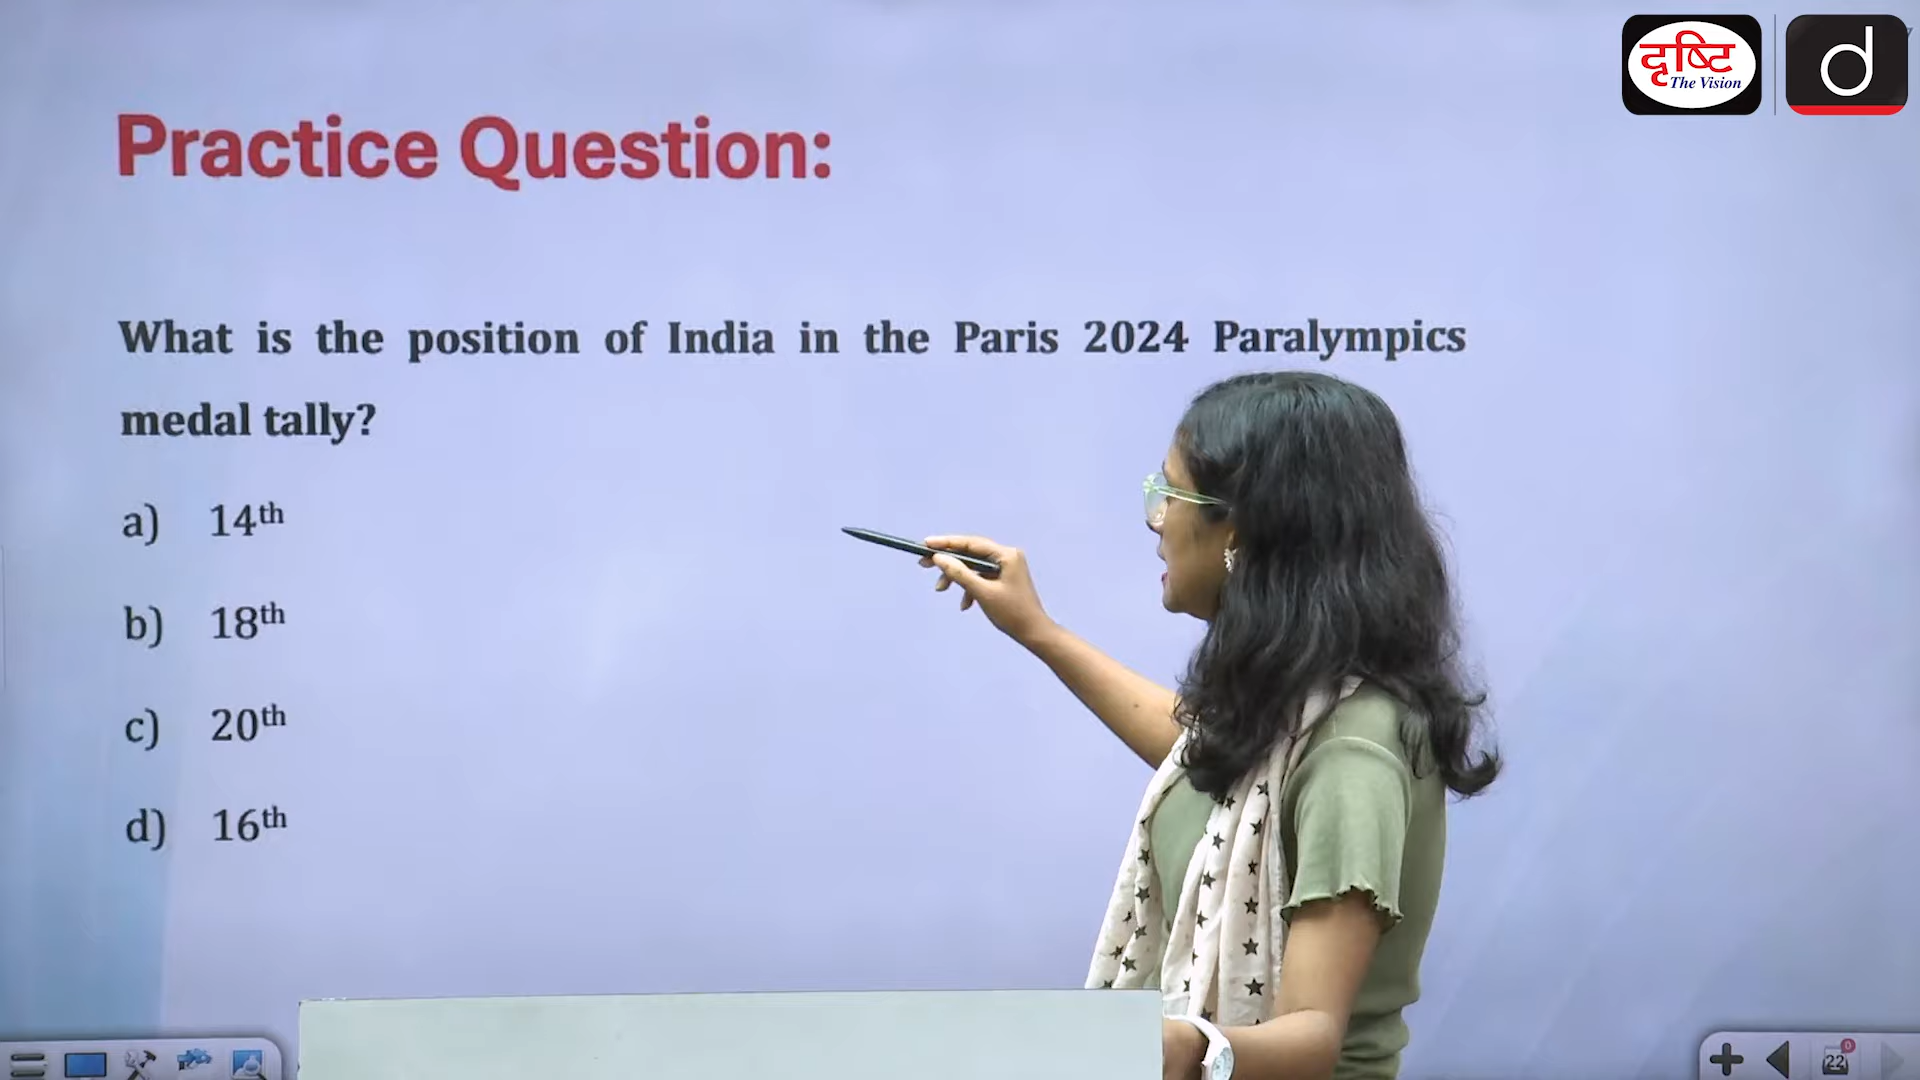 दृष्टि
The Vision
d
Practice Question:
What is the position of India in the Paris 2024 Paralympics
medal tally?
a) 14th
b) 18th
c) 20th
d) 16th
22
0